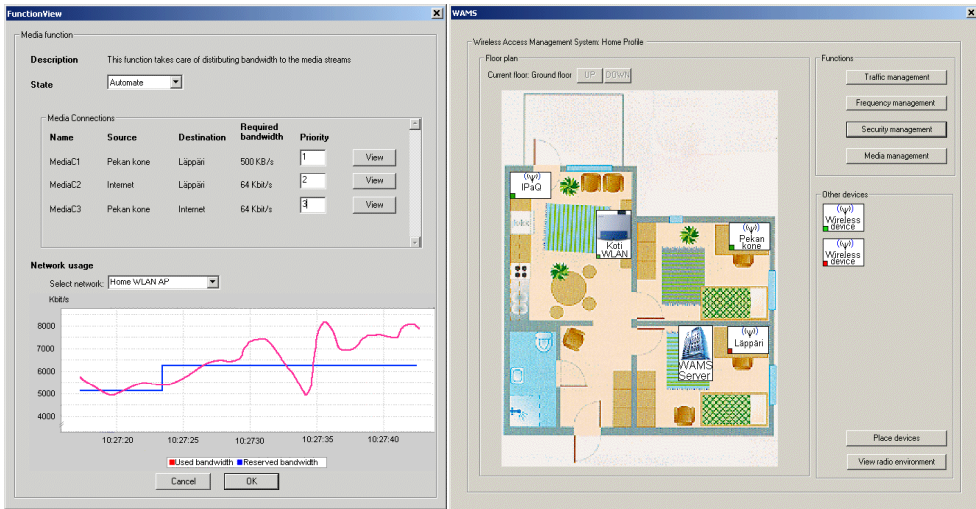 FunctionView
Media function
Description This function takes care of distirbuting bandwidth to the media streams
State Automate
Media Connections
Name Source Destination Required bandwidth Priority
MediaC1 Pekan kone Läppäri 500 KB/s 1 View
MediaC2 Internet Läppäri 64 Kbit/s 2 View
MediaC3 Pekan kone Internet 64 Kbit/s 3 View
Network usage
Select network: Home WLAN AP
Kbit/s
8000
7000
6000
5000
4000
10:27:20 10:27:25 10:2730 10:27:35 10:27:40
Used bandwidth Reserved bandwidth
Cancel OK
WAMS
Wireless Access Management System: Home Profile
Floor plan
Current floor: Ground floor UP DOWN
IPaQ
Koti
WLAN
Pekan
kone
WAMS
Server
Läppäri
Functions
Traffic management
Frequency management
Security management
Media management
Other devices
Wireless
device
Wireless
device
Place devices
View radio environment